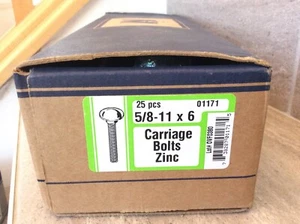 25 pcs 01171
5/8-11 x 6
Carriage
Bolts
Zinc